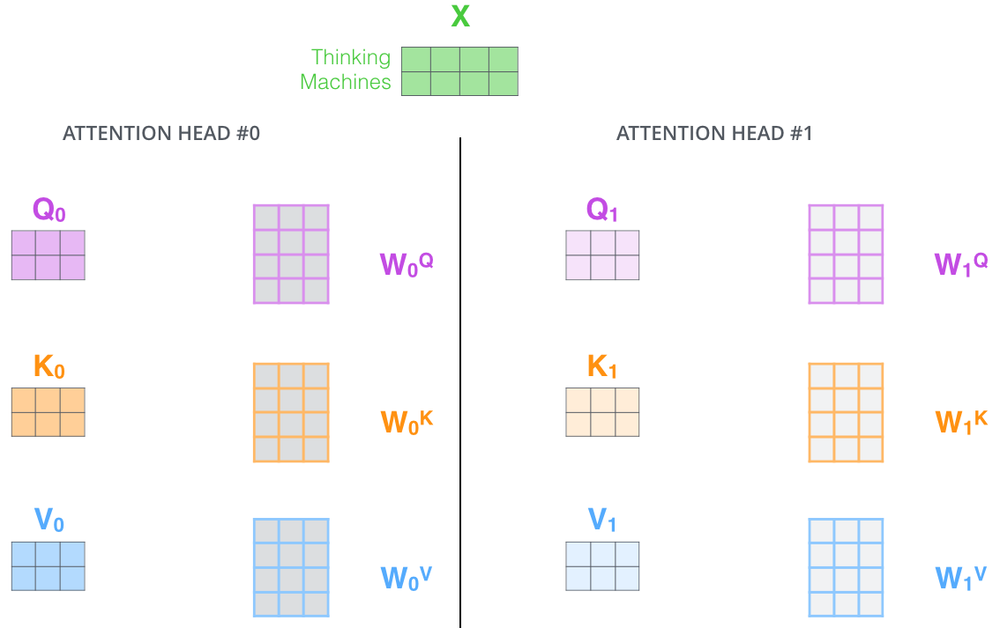 X
Thinking
Machines
ATTENTION HEAD #0
Q₀
W₀Q
K₀
W₀K
V₀
W₀V
ATTENTION HEAD #1
Q₁
W₁Q
K₁
W₁K
V₁
W₁V